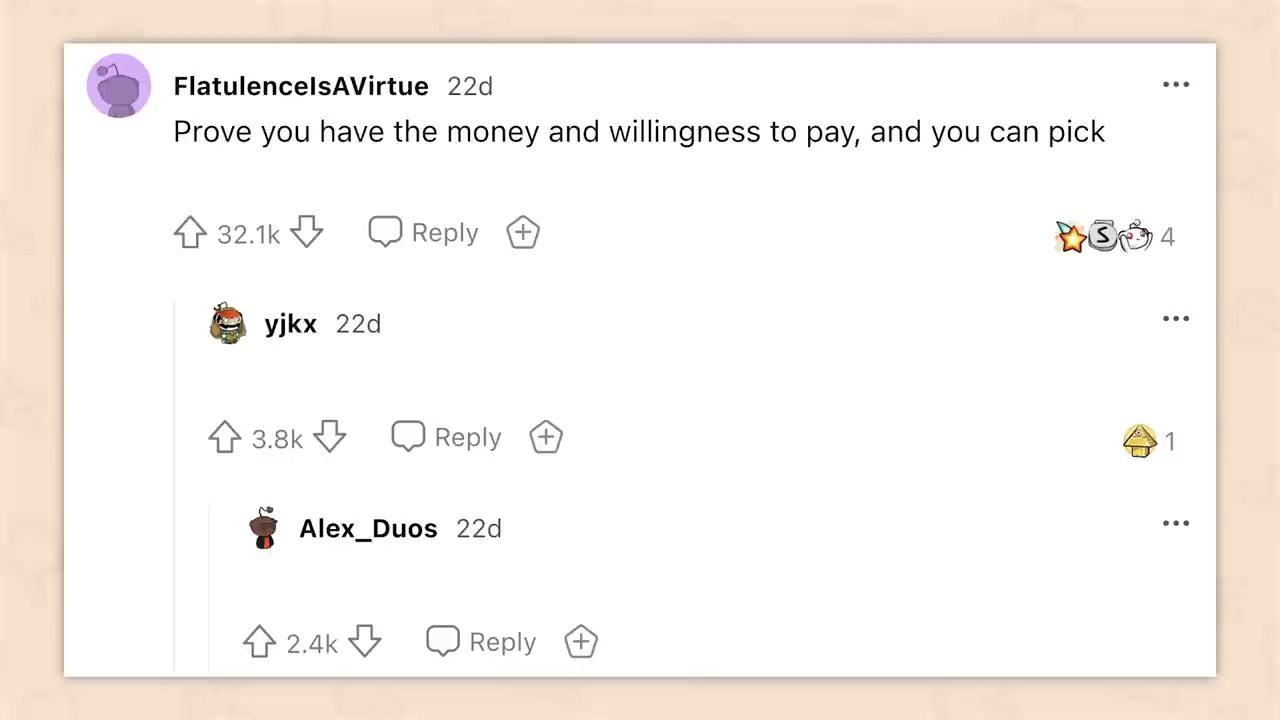 FlatulenceIsAVirtue 22d
Prove you have the money and willingness to pay, and you can pick
32.1k Reply S 4
yjkx 22d
3.8k Reply 1
Alex_Duos 22d
2.4k Reply